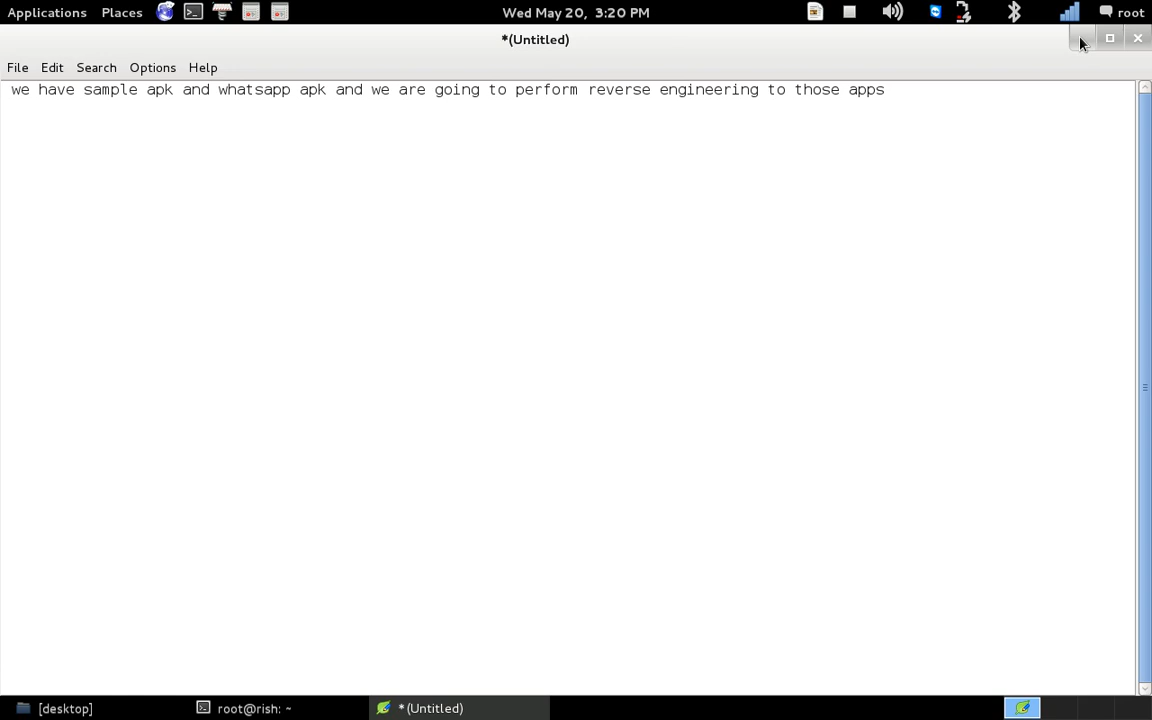 Applications Places Wed May 20, 3:20 PM root
*(Untitled)
File Edit Search Options Help
we have sample apk and whatsapp apk and we are going to perform reverse engineering to those apps
[desktop] root@rish: ~ *(Untitled)